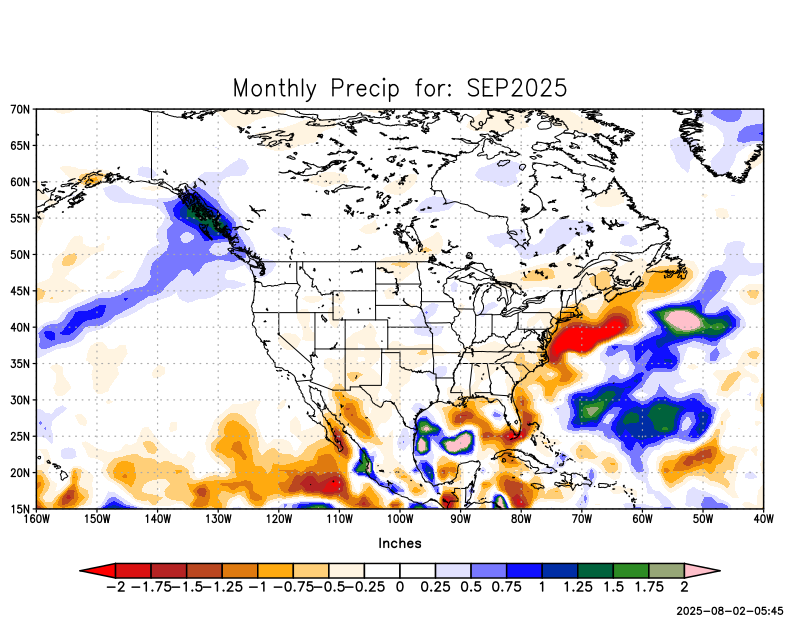 Monthly Precip for: SEP2025
70N
65N
60N
55N
50N
45N
40N
35N
30N
25N
20N
15N
160W 150W 140W 130W 120W 110W 100W 90W 80W 70W 60W 50W 40W
Inches
-2 -1.75 -1.5 -1.25 -1 -0.75 -0.5 -0.25 0 0.25 0.5 0.75 1 1.25 1.5 1.75 2
2025-08-02-05:45